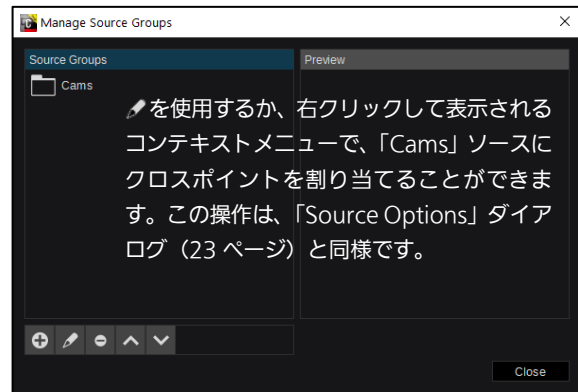 Manage Source Groups
Source Groups
Preview
Cams
を使用するか、右クリックして表示される
コンテキストメニューで、「Cams」ソースに
クロスポイントを割り当てることができま
す。この操作は、「Source Options」ダイア
ログ（23 ページ）と同様です。
Close